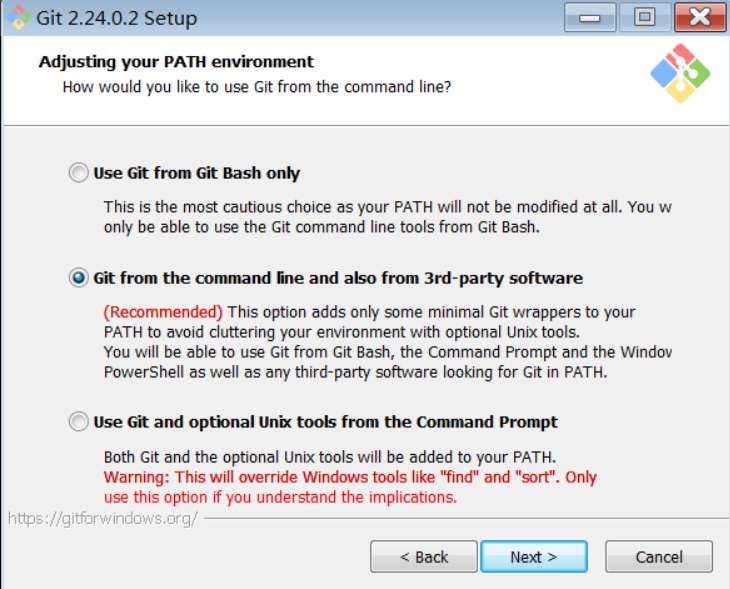 Git 2.24.0.2 Setup
Adjusting your PATH environment
How would you like to use Git from the command line?
Use Git from Git Bash only
This is the most cautious choice as your PATH will not be modified at all. You w
only be able to use the Git command line tools from Git Bash.
Git from the command line and also from 3rd-party software
(Recommended) This option adds only some minimal Git wrappers to your
PATH to avoid cluttering your environment with optional Unix tools.
You will be able to use Git from Git Bash, the Command Prompt and the Window
PowerShell as well as any third-party software looking for Git in PATH.
Use Git and optional Unix tools from the Command Prompt
Both Git and the optional Unix tools will be added to your PATH.
Warning: This will override Windows tools like "find" and "sort". Only
use this option if you understand the implications.
https://gitforwindows.org/
< Back Next > Cancel